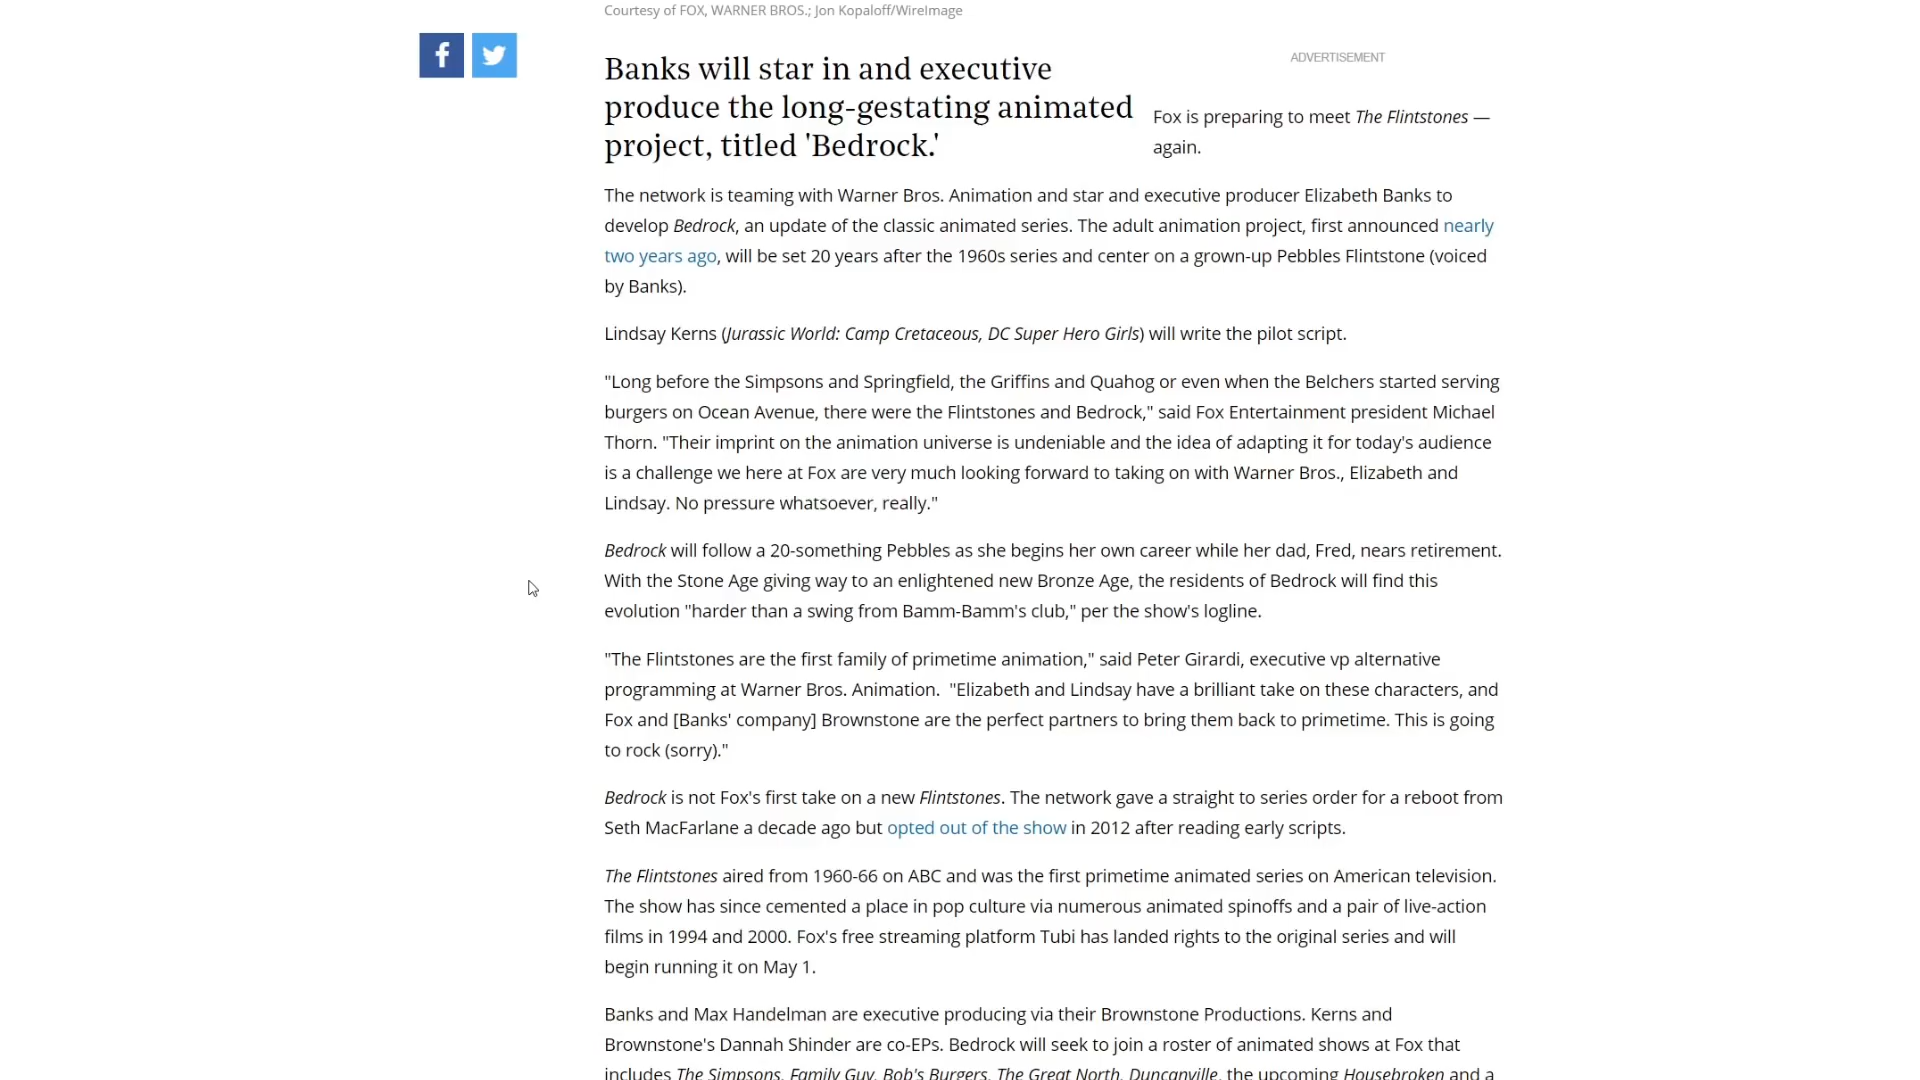 Courtesy of FOX, WARNER BROS.; Jon Kopaloff/WireImage
Banks will star in and executive
produce the long-gestating animated
project, titled 'Bedrock.'
ADVERTISEMENT
Fox is preparing to meet The Flintstones —
again.
The network is teaming with Warner Bros. Animation and star and executive producer Elizabeth Banks to
develop Bedrock, an update of the classic animated series. The adult animation project, first announced nearly
two years ago, will be set 20 years after the 1960s series and center on a grown-up Pebbles Flintstone (voiced
by Banks).
Lindsay Kerns (Jurassic World: Camp Cretaceous, DC Super Hero Girls) will write the pilot script.
"Long before the Simpsons and Springfield, the Griffins and Quahog or even when the Belchers started serving
burgers on Ocean Avenue, there were the Flintstones and Bedrock," said Fox Entertainment president Michael
Thorn. "Their imprint on the animation universe is undeniable and the idea of adapting it for today's audience
is a challenge we here at Fox are very much looking forward to taking on with Warner Bros., Elizabeth and
Lindsay. No pressure whatsoever, really."
Bedrock will follow a 20-something Pebbles as she begins her own career while her dad, Fred, nears retirement.
With the Stone Age giving way to an enlightened new Bronze Age, the residents of Bedrock will find this
evolution "harder than a swing from Bamm-Bamm's club," per the show's logline.
"The Flintstones are the first family of primetime animation," said Peter Girardi, executive vp alternative
programming at Warner Bros. Animation.  "Elizabeth and Lindsay have a brilliant take on these characters, and
Fox and [Banks' company] Brownstone are the perfect partners to bring them back to primetime. This is going
to rock (sorry)."
Bedrock is not Fox's first take on a new Flintstones. The network gave a straight to series order for a reboot from
Seth MacFarlane a decade ago but opted out of the show in 2012 after reading early scripts.
The Flintstones aired from 1960-66 on ABC and was the first primetime animated series on American television.
The show has since cemented a place in pop culture via numerous animated spinoffs and a pair of live-action
films in 1994 and 2000. Fox's free streaming platform Tubi has landed rights to the original series and will
begin running it on May 1.
Banks and Max Handelman are executive producing via their Brownstone Productions. Kerns and
Brownstone's Dannah Shinder are co-EPs. Bedrock will seek to join a roster of animated shows at Fox that
includes The Simpsons, Family Guy, Bob's Burgers, The Great North, Duncanville, the upcoming Housebroken and a